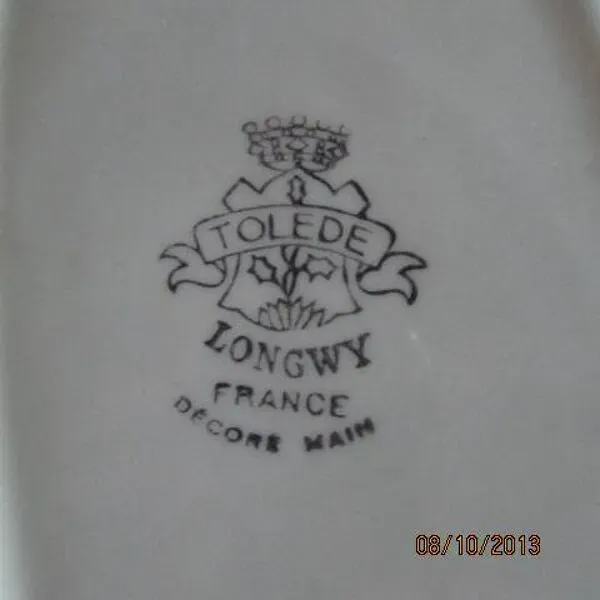 TOLEDE
LONGWY
FRANCE
DÉCORÉ MAIN
08/10/2013